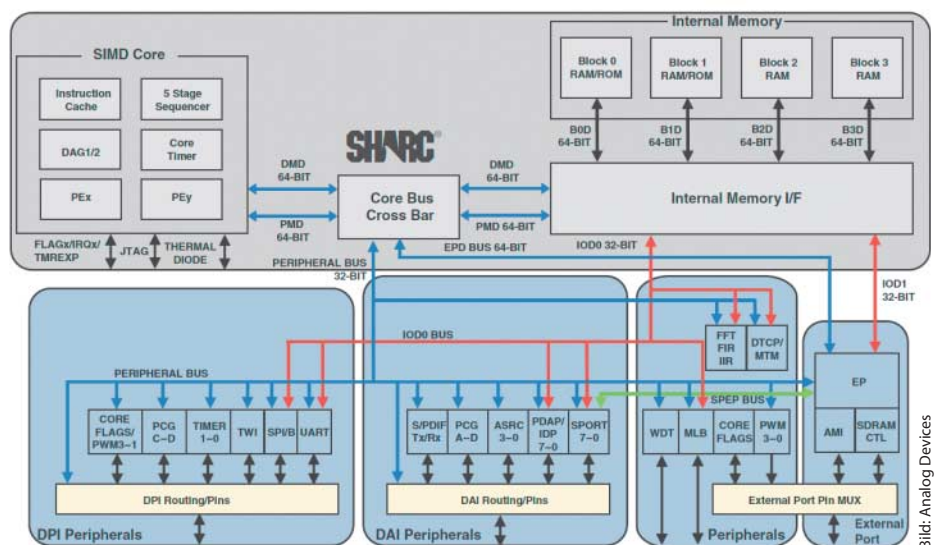 Internal Memory
SIMD Core
Instruction
Cache
5 Stage
Sequencer
DAG1/2
Core
Timer
PEx
PEy
Block 0
RAM/ROM
Block 1
RAM/ROM
Block 2
RAM
Block 3
RAM
B0D
64-BIT
B1D
64-BIT
B2D
64-BIT
B3D
64-BIT
SHARC®
DMD
64-BIT
PMD
64-BIT
Core Bus
Cross Bar
DMD
64-BIT
PMD 64-BIT
Internal Memory I/F
FLAGx/IRQx/
TMREXP
JTAG
THERMAL
DIODE
PERIPHERAL BUS
32-BIT
EPD BUS 64-BIT
IOD0 32-BIT
IOD1
32-BIT
IOD0 BUS
PERIPHERAL BUS
FFT
FIR
IIR
DTCP/
MTM
SPEP BUS
EP
CORE
FLAGS/
PWM3–1
PCG
C–D
TIMER
1–0
TWI
SPI/B
UART
S/PDIF
Tx/Rx
PCG
A–D
ASRC
3–0
PDAP/
IDP
7–0
SPORT
7–0
WDT
MLB
CORE
FLAGS
PWM
3–0
AMI
SDRAM
CTL
DPI Routing/Pins
DAI Routing/Pins
External Port Pin MUX
DPI Peripherals
DAI Peripherals
Peripherals
External
Port
Bild: Analog Devices